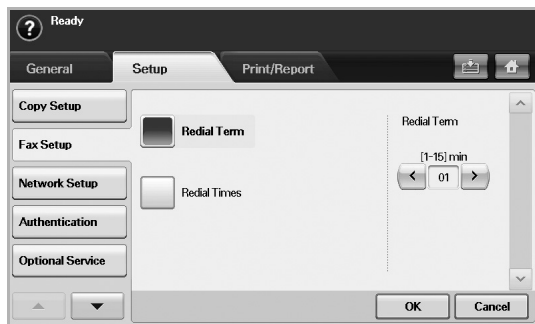 ?
Ready
General
Setup
Print/Report
Copy Setup
Fax Setup
Network Setup
Authentication
Optional Service
Redial Term
Redial Times
Redial Term
[1-15] min
< 01 >
OK
Cancel